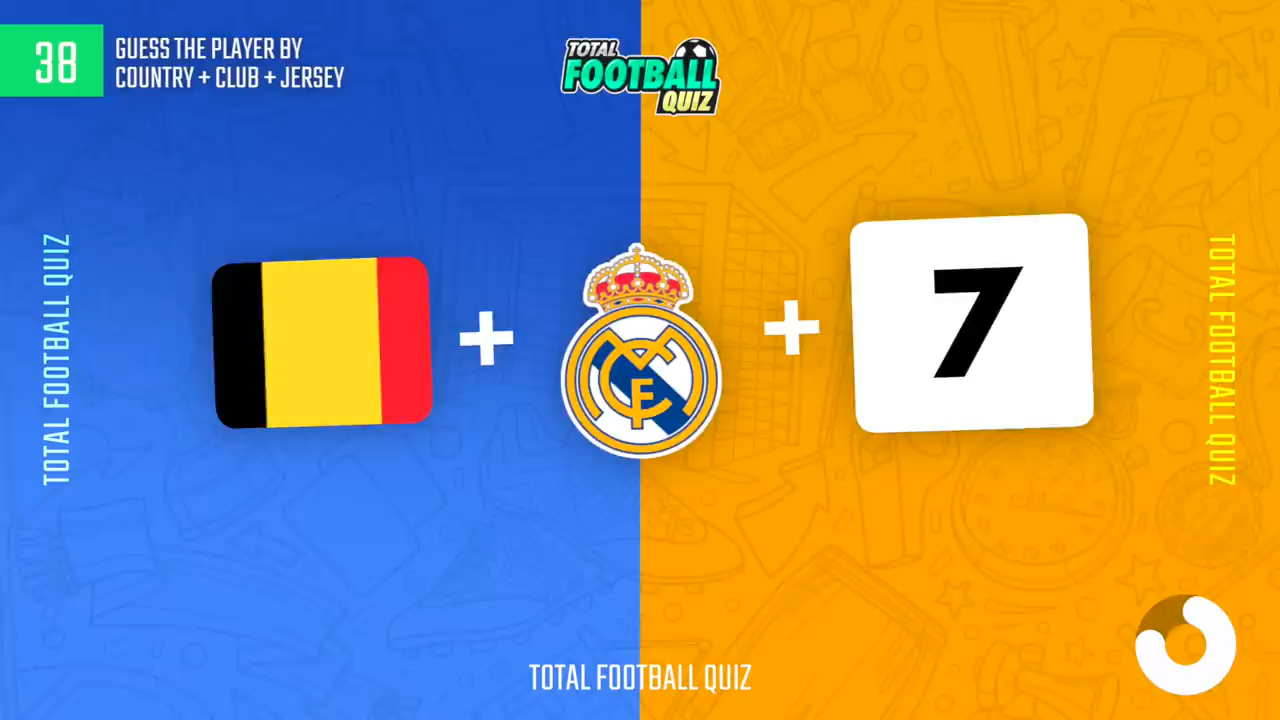 38
GUESS THE PLAYER BY
COUNTRY + CLUB + JERSEY
TOTAL
FOOTBALL
QUIZ
TOTAL FOOTBALL QUIZ
+
+
7
TOTAL FOOTBALL QUIZ
TOTAL FOOTBALL QUIZ